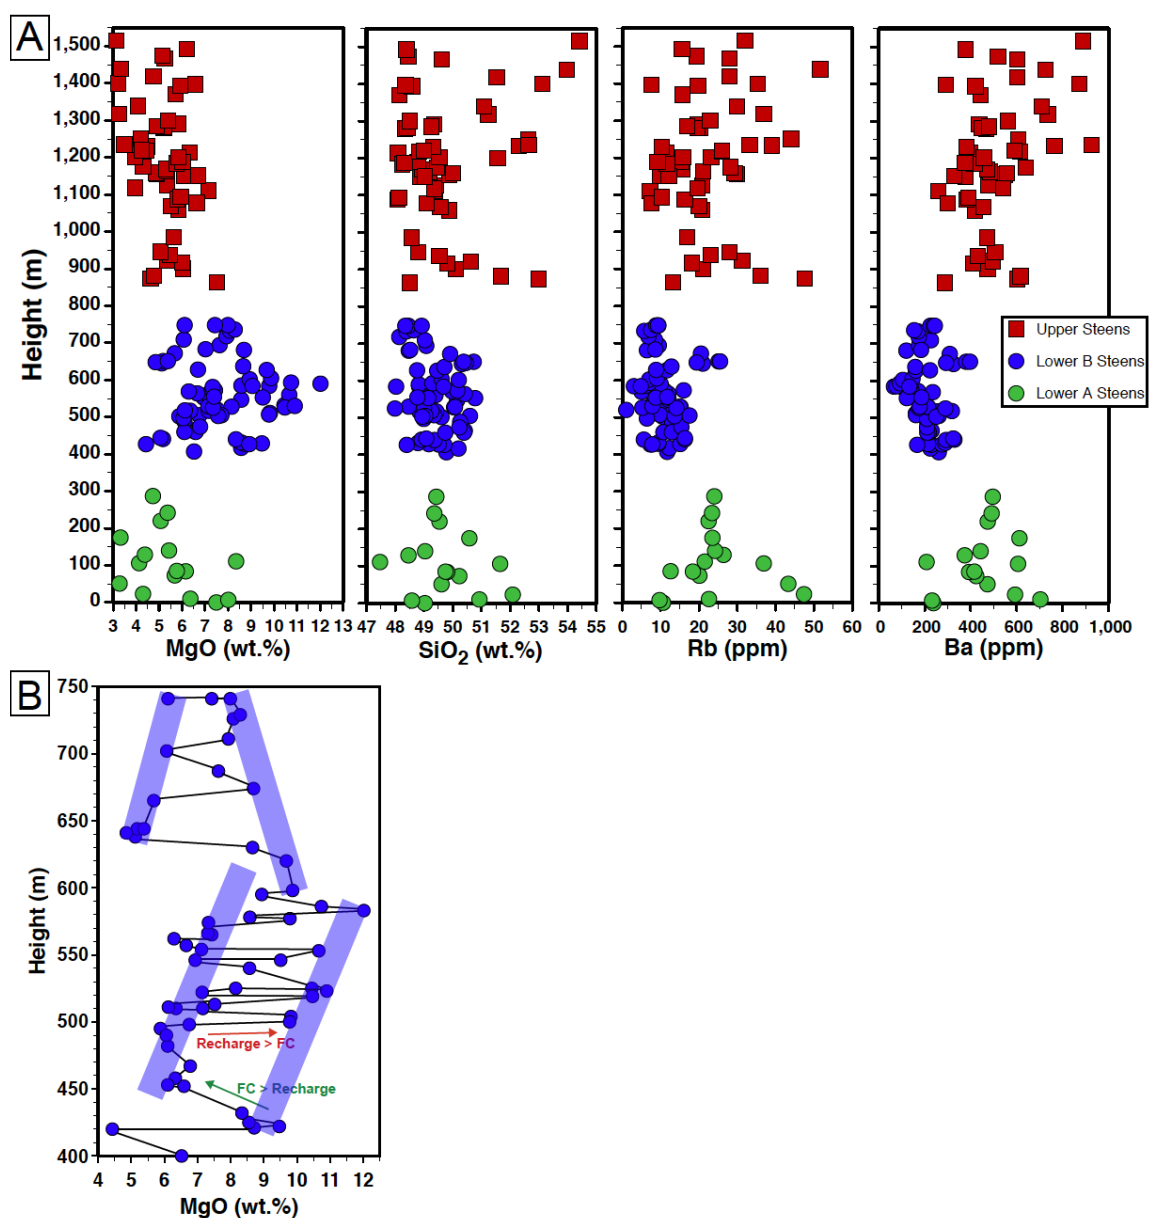 A
1,500
1,400
1,300
1,200
1,100
1,000
900
800
700
600
500
400
300
200
100
0
Height (m)
3 4 5 6 7 8 9 10 11 12 13
MgO (wt.%)
47 48 49 50 51 52 53 54 55
SiO2 (wt.%)
0 10 20 30 40 50 60
Rb (ppm)
0 200 400 600 800 1,000
Ba (ppm)
Upper Steens
Lower B Steens
Lower A Steens
B
750
700
650
600
550
500
450
400
Height (m)
Recharge > FC
FC > Recharge
4 5 6 7 8 9 10 11 12
MgO (wt.%)